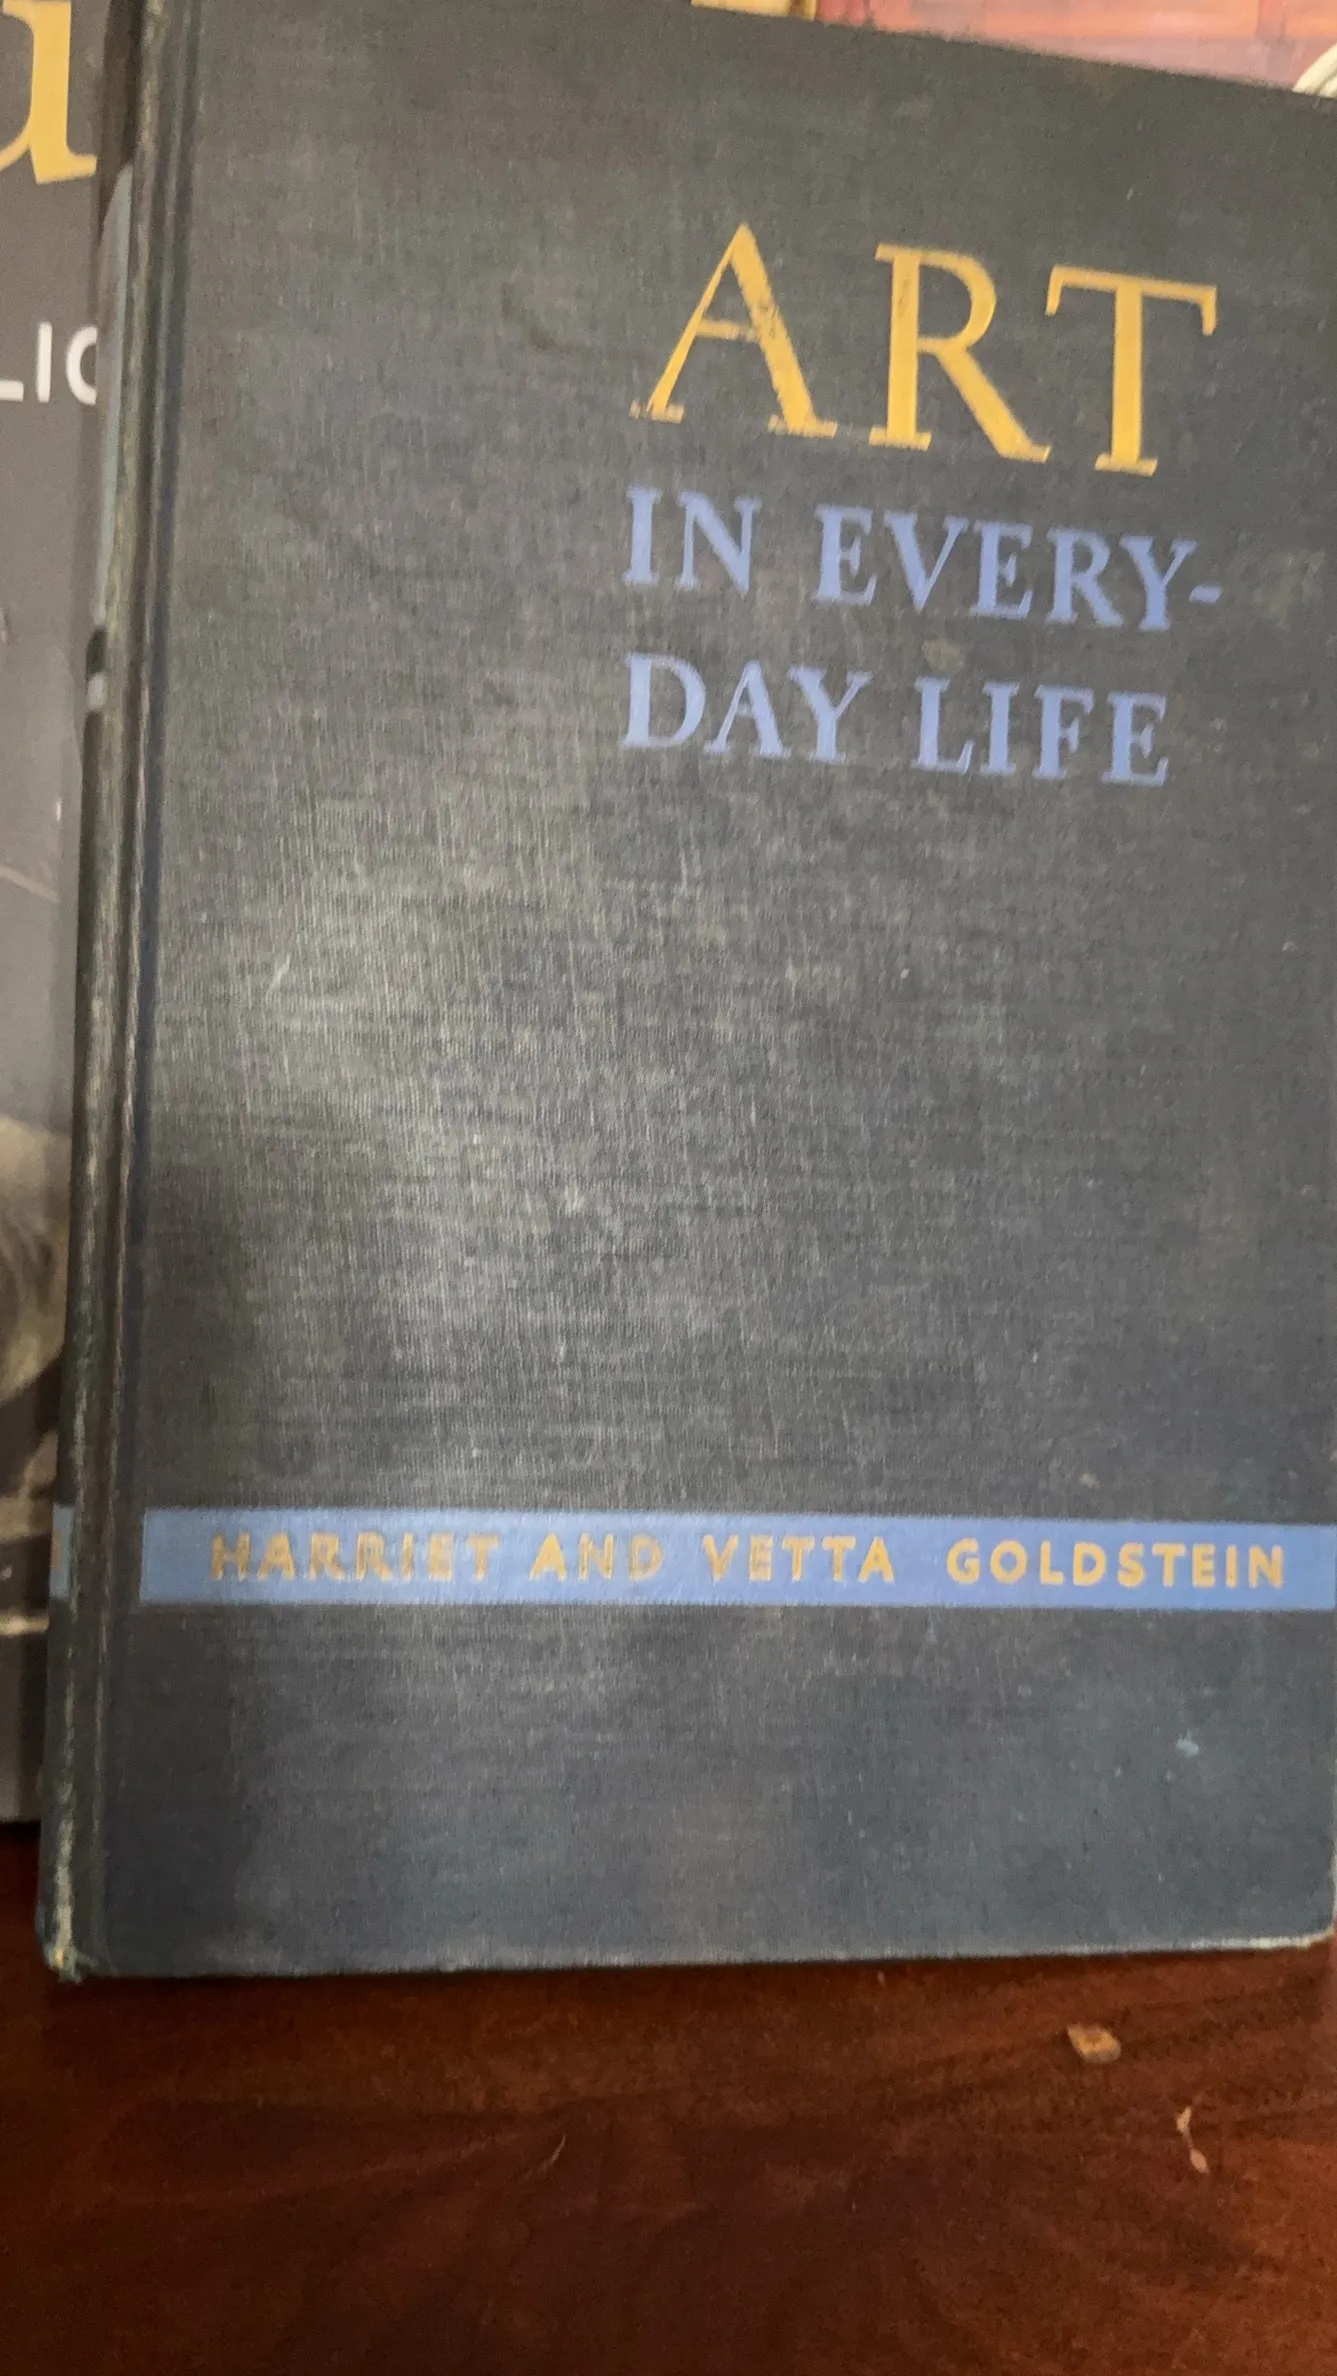 ART
IN EVERY-
DAY LIFE
HARRIET AND VETTA GOLDSTEIN